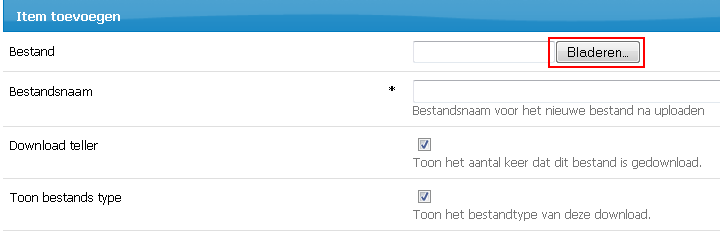 Item toevoegen
Bestand Bladeren...
Bestandsnaam *
Bestandsnaam voor het nieuwe bestand na uploaden
Download teller
Toon het aantal keer dat dit bestand is gedownload.
Toon bestands type
Toon het bestandtype van deze download.